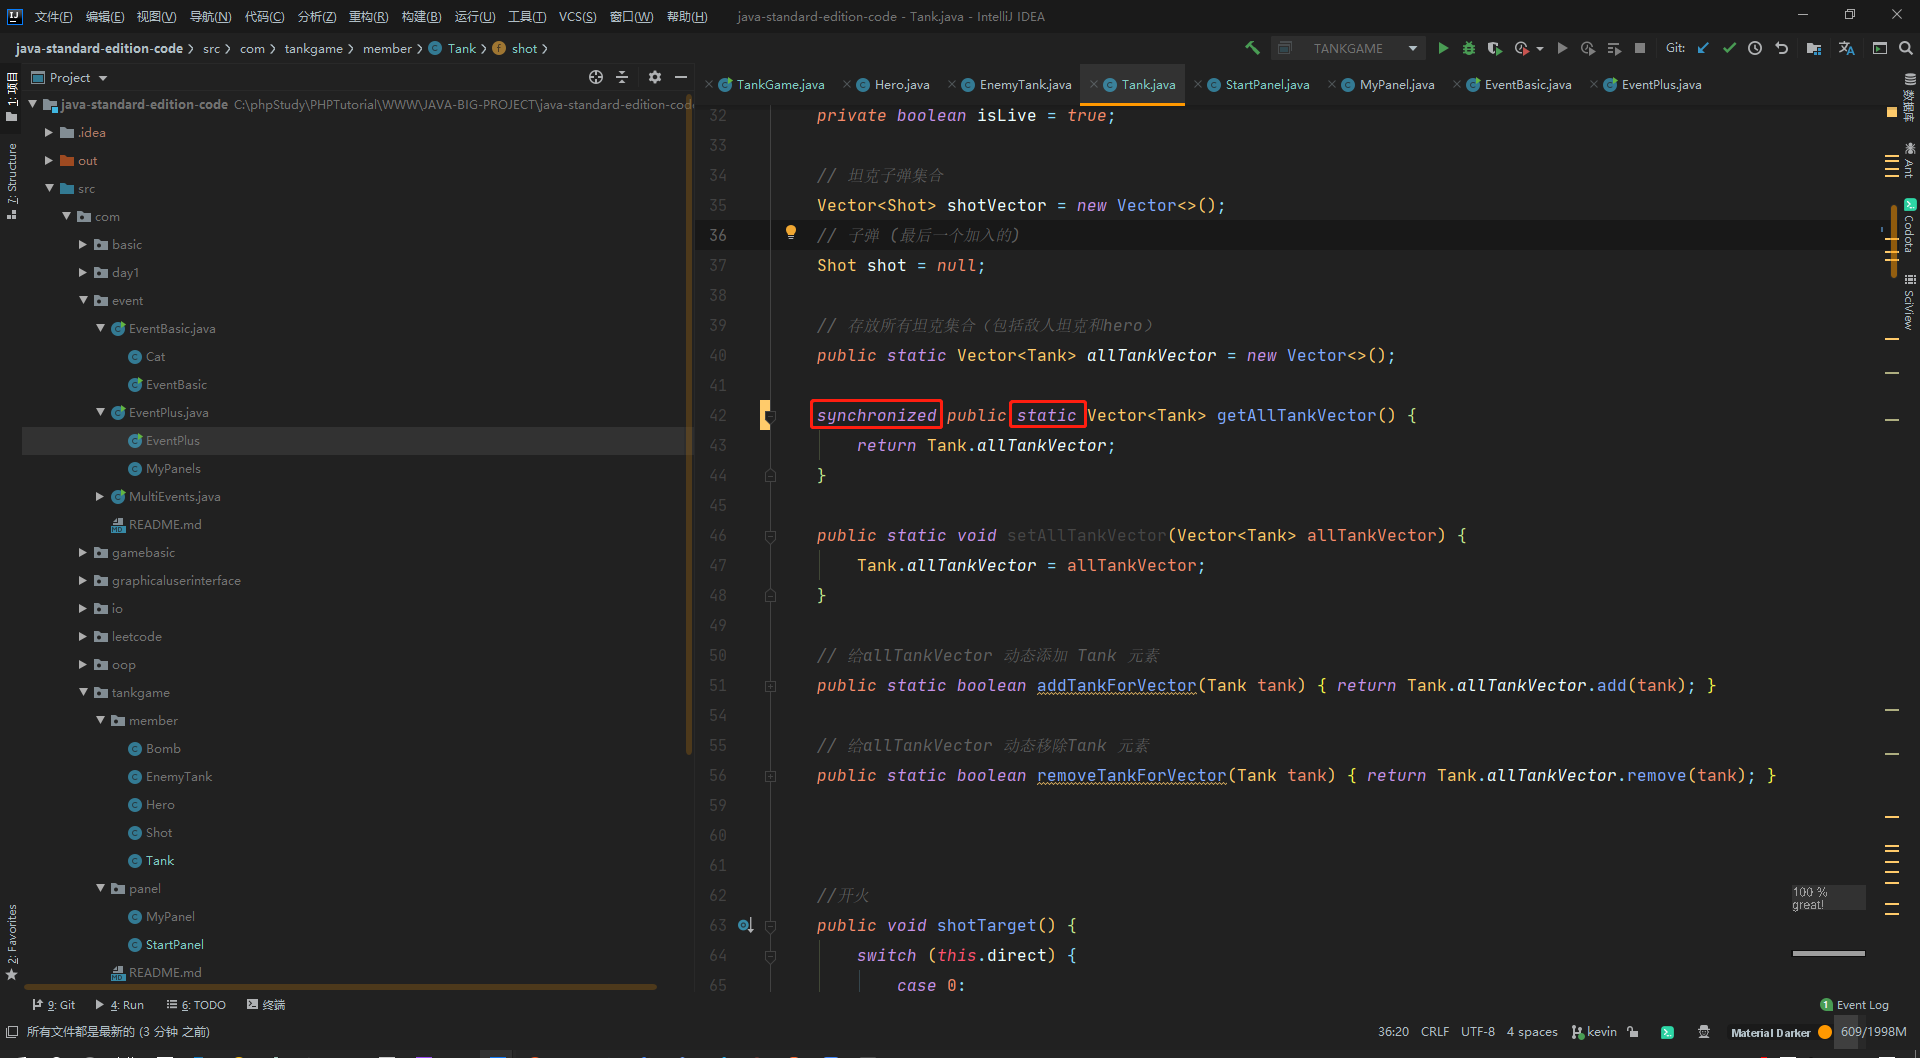 文件(F) 编辑(E) 视图(V) 导航(N) 代码(C) 分析(Z) 重构(R) 构建(B) 运行(U) 工具(T) VCS(S) 窗口(W) 帮助(H) java-standard-edition-code - Tank.java - IntelliJ IDEA
java-standard-edition-code src com tankgame member Tank shot TANKGAME Git:
Project
TankGame.java Hero.java EnemyTank.java Tank.java StartPanel.java MyPanel.java EventBasic.java EventPlus.java
1: 项目
7: Structure
2: Favorites
java-standard-edition-code C:\phpStudy\PHPTutorial\WWW\JAVA-BIG-PROJECT\java-standard-edition-code
.idea
out
src
com
basic
day1
event
EventBasic.java
Cat
EventBasic
EventPlus.java
EventPlus
MyPanels
MultiEvents.java
README.md
gamebasic
graphicaluserinterface
io
leetcode
oop
tankgame
member
Bomb
EnemyTank
Hero
Shot
Tank
panel
MyPanel
StartPanel
README.md
32 private boolean isLive = true;
33
34 // 坦克子弹集合
35 Vector<Shot> shotVector = new Vector<>();
36 // 子弹 (最后一个加入的)
37 Shot shot = null;
38
39 // 存放所有坦克集合（包括敌人坦克和hero）
40 public static Vector<Tank> allTankVector = new Vector<>();
41
42 synchronized public static Vector<Tank> getAllTankVector() {
43 return Tank.allTankVector;
44 }
45
46 public static void setAllTankVector(Vector<Tank> allTankVector) {
47 Tank.allTankVector = allTankVector;
48 }
49
50 // 给allTankVector 动态添加 Tank 元素
51 public static boolean addTankForVector(Tank tank) { return Tank.allTankVector.add(tank); }
54
55 // 给allTankVector 动态移除Tank 元素
56 public static boolean removeTankForVector(Tank tank) { return Tank.allTankVector.remove(tank); }
59
60
61
62 //开火
63 public void shotTarget() {
64 switch (this.direct) {
65 case 0:
数据库
Ant
Codota
SciView
100 %
great!
9: Git 4: Run 6: TODO 终端 1 Event Log
所有文件都是最新的 (3 分钟 之前) 36:20 CRLF UTF-8 4 spaces kevin Material Darker 609/1998M